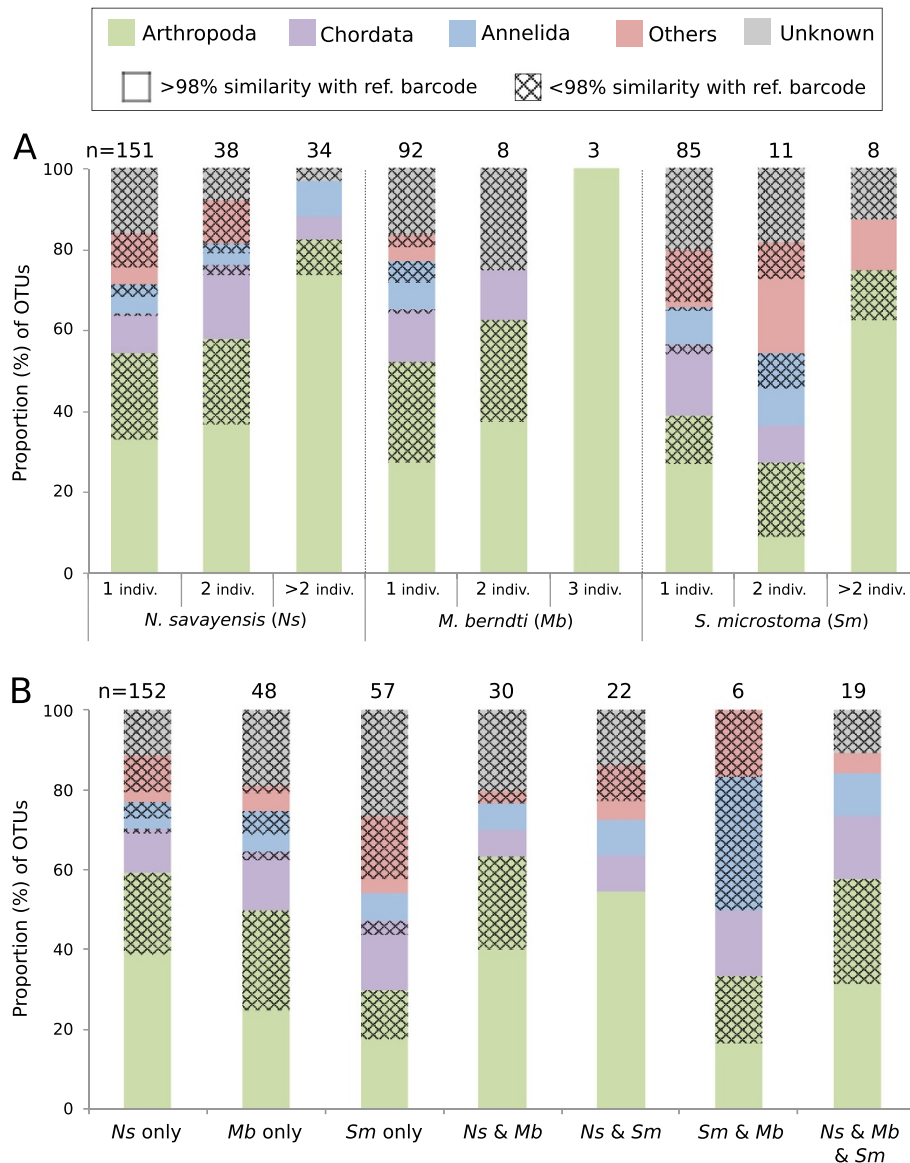 Arthropoda Chordata Annelida Others Unknown
>98% similarity with ref. barcode <98% similarity with ref. barcode
A
n=151 38 34 92 8 3 85 11 8
Proportion (%) of OTUs
100
80
60
40
20
0
1 indiv. 2 indiv. >2 indiv. 1 indiv. 2 indiv. 3 indiv. 1 indiv. 2 indiv. >2 indiv.
N. savayensis (Ns) M. berndti (Mb) S. microstoma (Sm)
B
n=152 48 57 30 22 6 19
Proportion (%) of OTUs
100
80
60
40
20
0
Ns only Mb only Sm only Ns & Mb Ns & Sm Sm & Mb Ns & Mb
& Sm